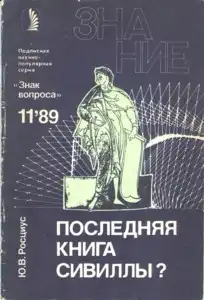 ЗНА
НИЕ
Подписная
научно-
популярная
серия
«Знак
вопроса»
11'89
Ю.В. Росциус
ПОСЛЕДНЯЯ
КНИГА
СИВИЛЛЫ?